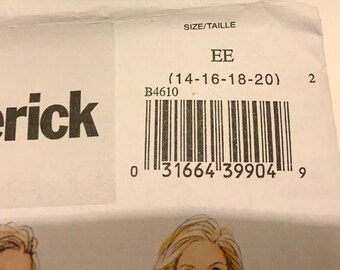 SIZE/TAILLE
EE
(14-16-18-20) 2
B4610
erick
0 31664 39904 9